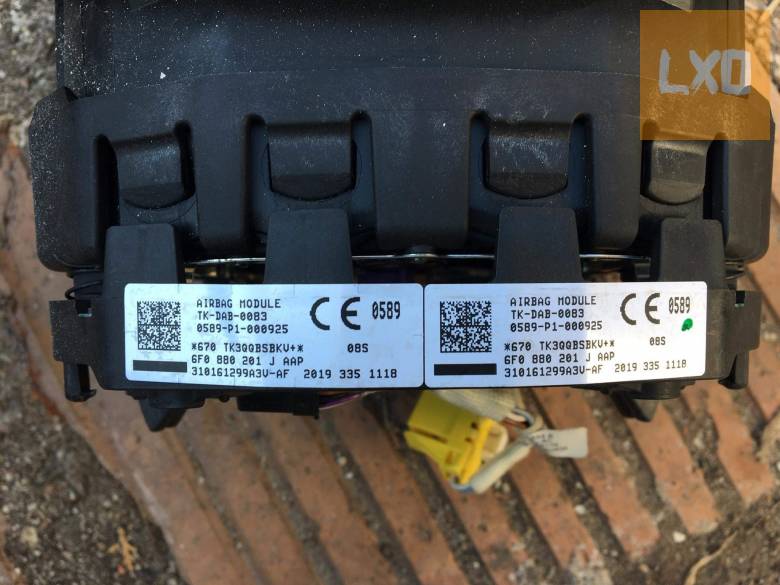 LXO
AIRBAG MODULE
TK-DAB-0083
0589-P1-000925
CE 0589
*670 TK3QQBSBKV+* 08S
6F0 880 201 J AAP
310161299A3V-AF 2019 335 1118
AIRBAG MODULE
TK-DAB-0083
0589-P1-000925
CE 0589
*670 TK3QQBSBKV+* 08S
6F0 880 201 J AAP
310161299A3V-AF 2019 335 1118